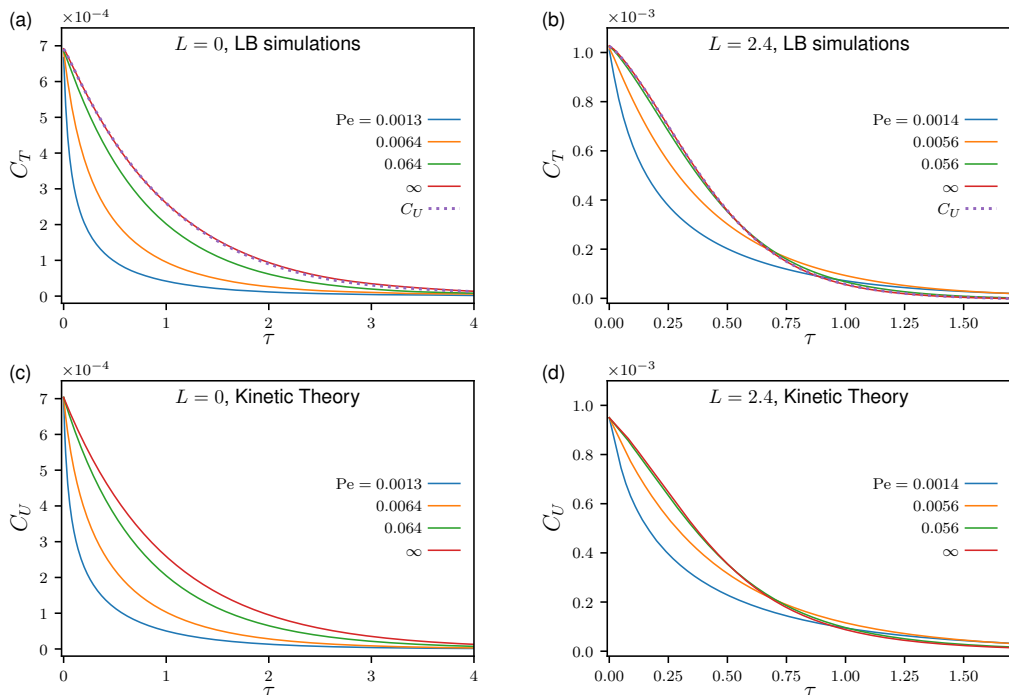 (a)
×10⁻⁴
L = 0, LB simulations
7
6
5
4
3
2
1
0
C_T
Pe = 0.0013
0.0064
0.064
∞
C_U
0 1 2 3 4
τ
(b)
×10⁻³
L = 2.4, LB simulations
1.0
0.8
0.6
0.4
0.2
0.0
C_T
Pe = 0.0014
0.0056
0.056
∞
C_U
0.00 0.25 0.50 0.75 1.00 1.25 1.50
τ
(c)
×10⁻⁴
L = 0, Kinetic Theory
7
6
5
4
3
2
1
0
C_U
Pe = 0.0013
0.0064
0.064
∞
0 1 2 3 4
τ
(d)
×10⁻³
L = 2.4, Kinetic Theory
1.0
0.8
0.6
0.4
0.2
0.0
C_U
Pe = 0.0014
0.0056
0.056
∞
0.00 0.25 0.50 0.75 1.00 1.25 1.50
τ